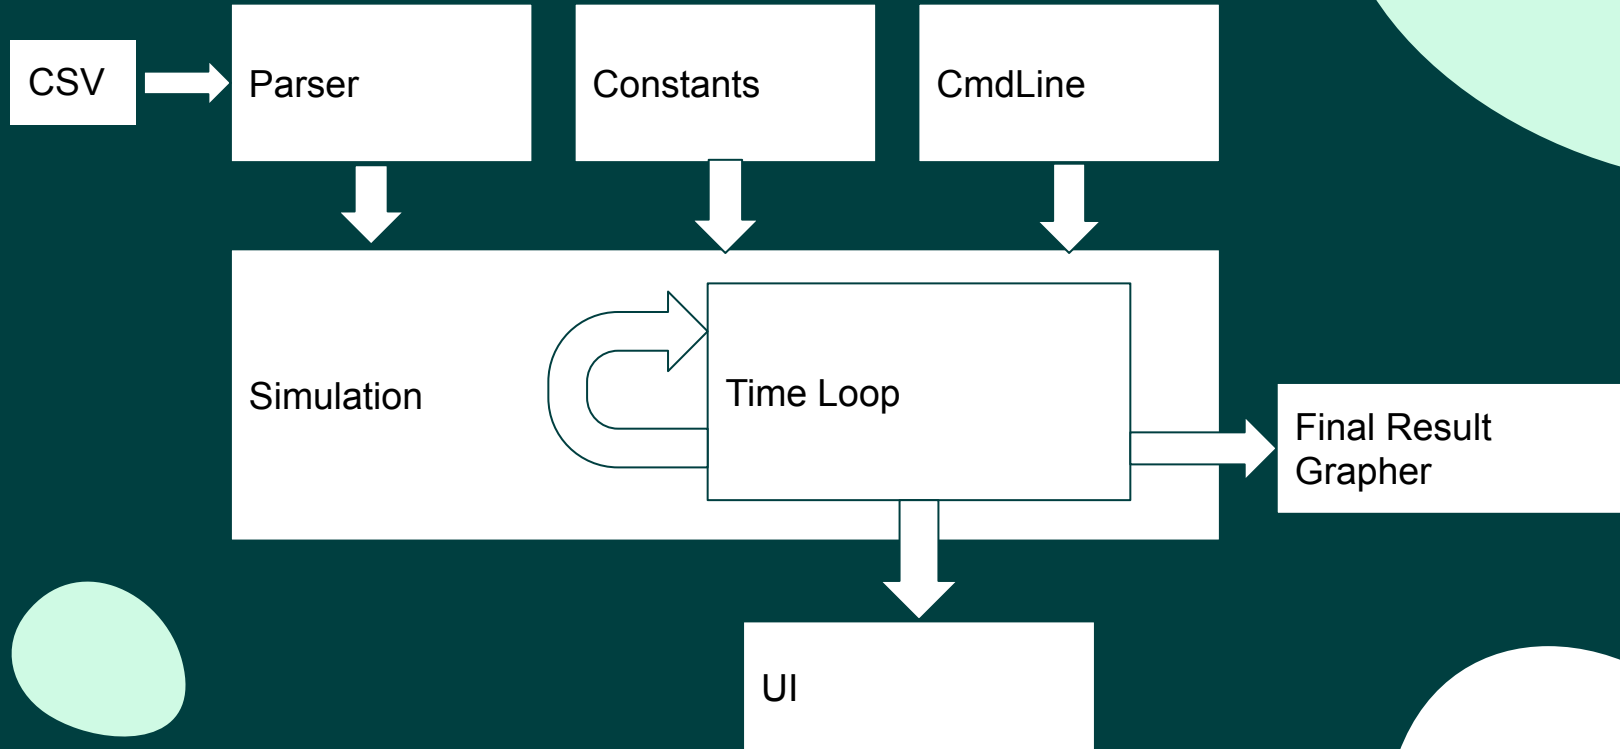 CSV
Parser
Constants
CmdLine
Simulation
Time Loop
Final Result
Grapher
UI